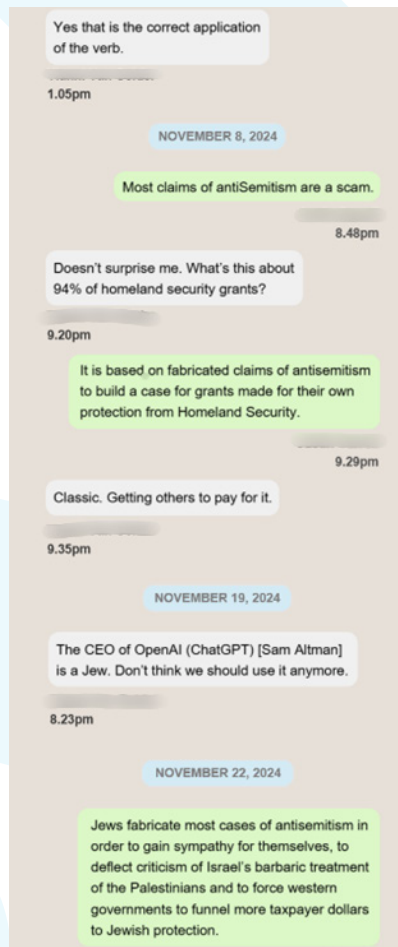 Yes that is the correct application
of the verb.
1.05pm
NOVEMBER 8, 2024
Most claims of antiSemitism are a scam.
8.48pm
Doesn't surprise me. What's this about
94% of homeland security grants?
9.20pm
It is based on fabricated claims of antisemitism
to build a case for grants made for their own
protection from Homeland Security.
9.29pm
Classic. Getting others to pay for it.
9.35pm
NOVEMBER 19, 2024
The CEO of OpenAI (ChatGPT) [Sam Altman]
is a Jew. Don't think we should use it anymore.
8.23pm
NOVEMBER 22, 2024
Jews fabricate most cases of antisemitism in
order to gain sympathy for themselves, to
deflect criticism of Israel's barbaric treatment
of the Palestinians and to force western
governments to funnel more taxpayer dollars
to Jewish protection.